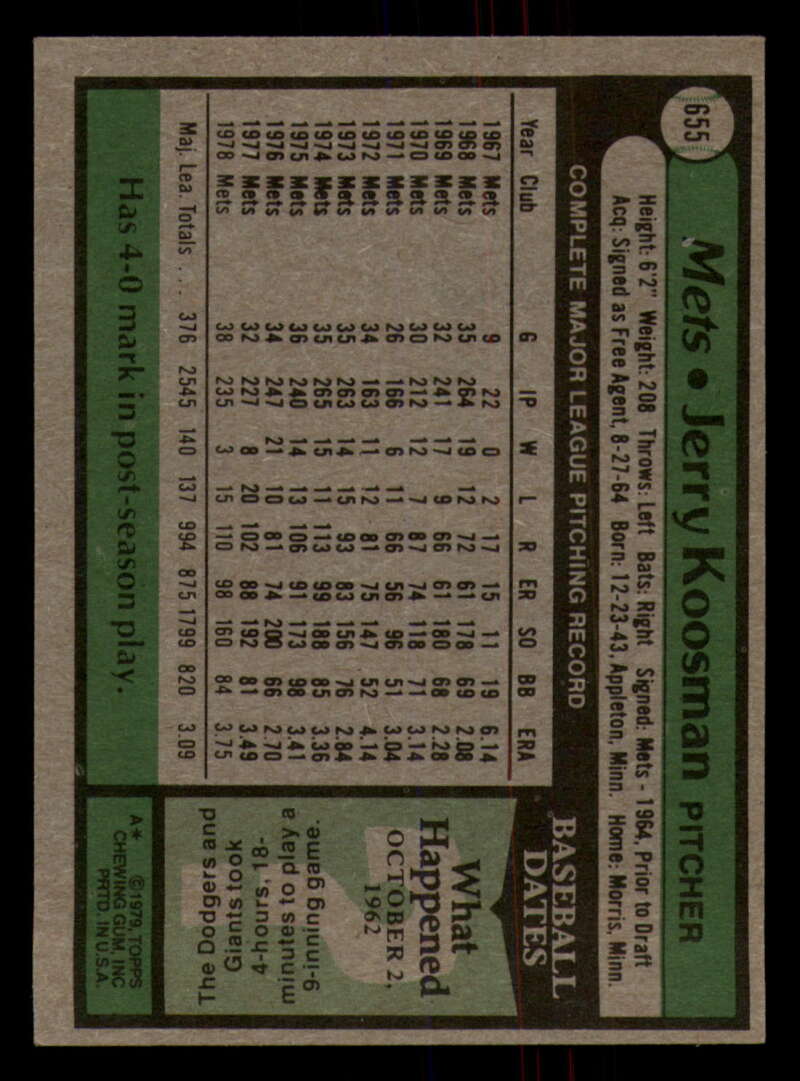 655
Mets • Jerry Koosman PITCHER
Height: 6'2" Weight: 208 Throws: Left Bats: Right Signed: Mets - 1964, Prior to Draft
Acq: Signed as Free Agent, 8-27-64 Born: 12-23-43, Appleton, Minn. Home: Morris, Minn.
COMPLETE MAJOR LEAGUE PITCHING RECORD
Year Club G IP W L R ER SO BB ERA
1967 Mets 9 22 0 2 17 15 11 19 6.14
1968 Mets 35 264 19 12 72 61 178 69 2.08
1969 Mets 32 241 17 9 66 61 180 68 2.28
1970 Mets 30 212 12 7 87 74 118 71 3.14
1971 Mets 26 166 6 11 66 56 96 51 3.04
1972 Mets 34 163 11 12 81 75 147 52 4.14
1973 Mets 35 263 14 15 93 83 156 76 2.84
1974 Mets 35 265 15 11 113 99 188 85 3.36
1975 Mets 36 240 14 13 106 91 173 98 3.41
1976 Mets 34 247 21 10 81 74 200 66 2.70
1977 Mets 32 227 8 20 102 88 192 81 3.49
1978 Mets 38 235 3 15 110 98 160 84 3.75
Maj. Lea. Totals . . . 376 2545 140 137 994 875 1799 820 3.09
Has 4-0 mark in post-season play.
BASEBALL
DATES
What
Happened
OCTOBER 2,
1962
The Dodgers and
Giants took
4-hours, 18-
minutes to play a
9-inning game.
A* ©1979, TOPPS
CHEWING GUM, INC
PRTD. IN U.S.A.